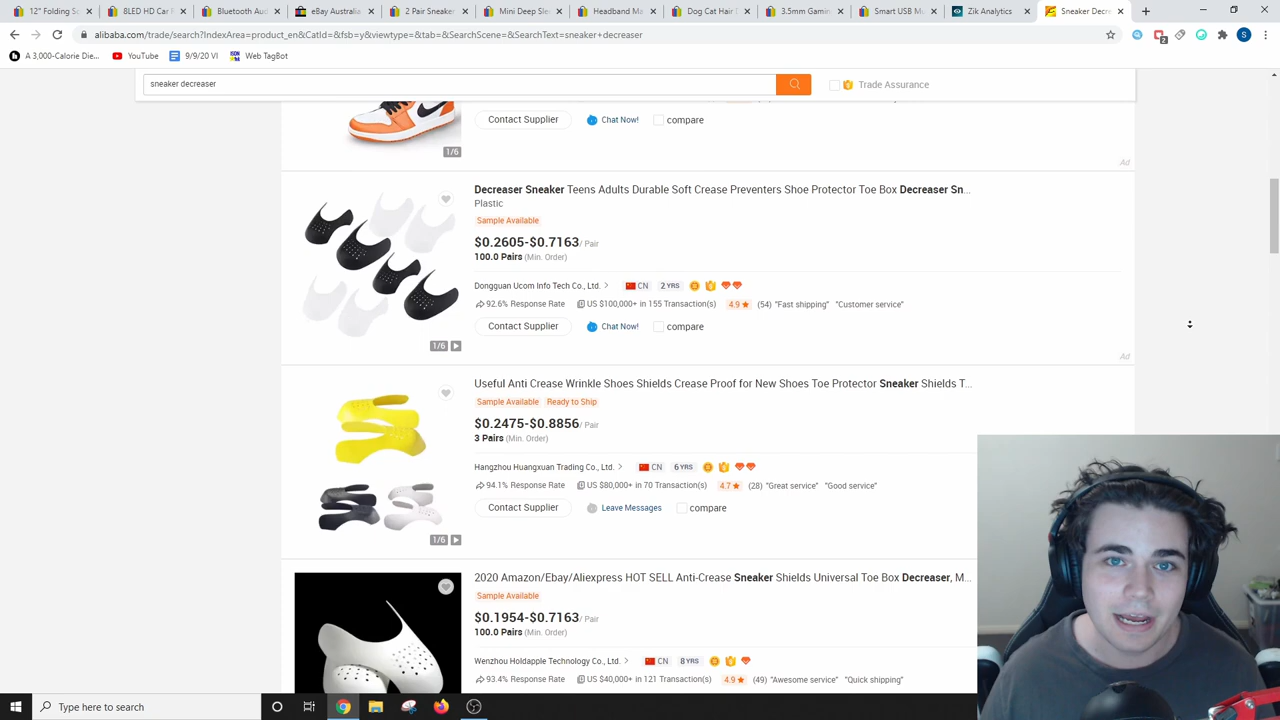 12" Folding Sc
8LED HD Car R
Bluetooth Aud
eBay Australia
2 Pair Sneaker
Mini Deep Sle
Headband Ma
Dog Cat Hair
3.5mm Gamin
Smart USB Mu
Zik Analytics
Sneaker Decre
alibaba.com/trade/search?IndexArea=product_en&CatId=&fsb=y&viewtype=&tab=&SearchScene=&SearchText=sneaker+decreaser
2
S
A 3,000-Calorie Die...
YouTube
9/9/20 VI
Web TagBot
sneaker decreaser
Trade Assurance
Contact Supplier
Chat Now!
compare
1/6
Ad
Decreaser Sneaker Teens Adults Durable Soft Crease Preventers Shoe Protector Toe Box Decreaser Sn...
Plastic
Sample Available
$0.2605-$0.7163/ Pair
100.0 Pairs (Min. Order)
Dongguan Ucom Info Tech Co., Ltd. >
CN
2 YRS
92.6% Response Rate
US $100,000+ in 155 Transaction(s)
4.9 ★
(54) "Fast shipping" "Customer service"
Contact Supplier
Chat Now!
compare
1/6
Ad
Useful Anti Crease Wrinkle Shoes Shields Crease Proof for New Shoes Toe Protector Sneaker Shields T...
Sample Available
Ready to Ship
$0.2475-$0.8856/ Pair
3 Pairs (Min. Order)
Hangzhou Huangxuan Trading Co., Ltd. >
CN
6 YRS
94.1% Response Rate
US $80,000+ in 70 Transaction(s)
4.7 ★
(28) "Great service" "Good service"
Contact Supplier
Leave Messages
compare
1/6
2020 Amazon/Ebay/Aliexpress HOT SELL Anti-Crease Sneaker Shields Universal Toe Box Decreaser, M...
Sample Available
$0.1954-$0.7163/ Pair
100.0 Pairs (Min. Order)
Wenzhou Holdapple Technology Co., Ltd. >
CN
8 YRS
93.4% Response Rate
US $40,000+ in 121 Transaction(s)
4.9 ★
(49) "Awesome service" "Quick shipping"
Type here to search